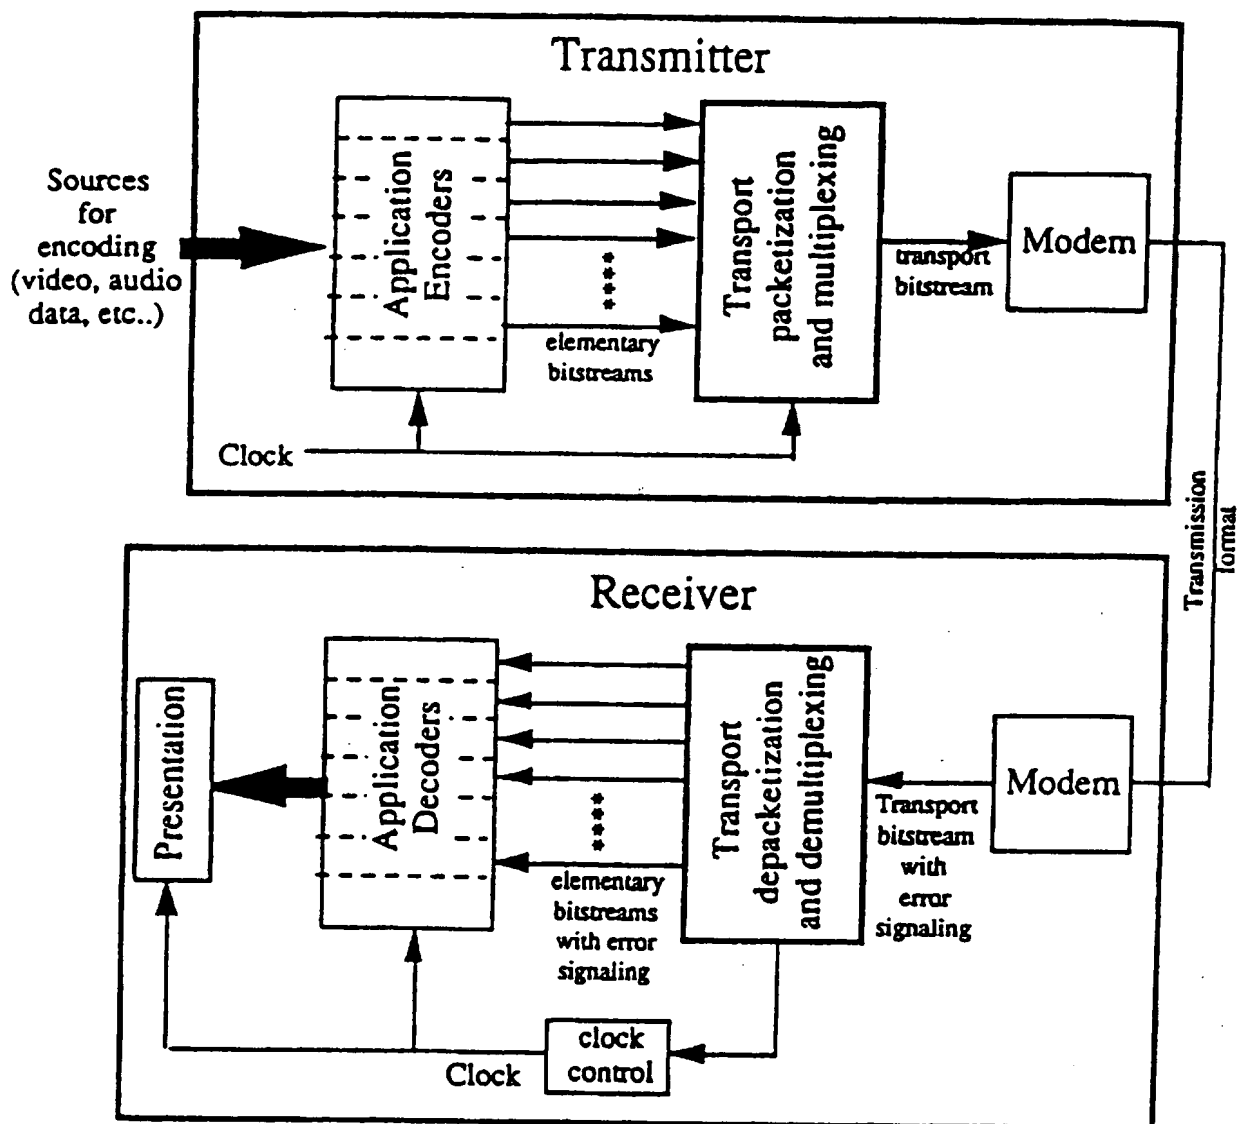 Transmitter
Sources
for
encoding
(video, audio
data, etc..)
Application
Encoders
****
elementary
bitstreams
Transport
packetization
and multiplexing
transport
bitstream
Modem
Clock
Transmission
format
Receiver
Presentation
Application
Decoders
****
elementary
bitstreams
with error
signaling
Transport
depacketization
and demultiplexing
Transport
bitstream
with
error
signaling
Modem
clock
control
Clock